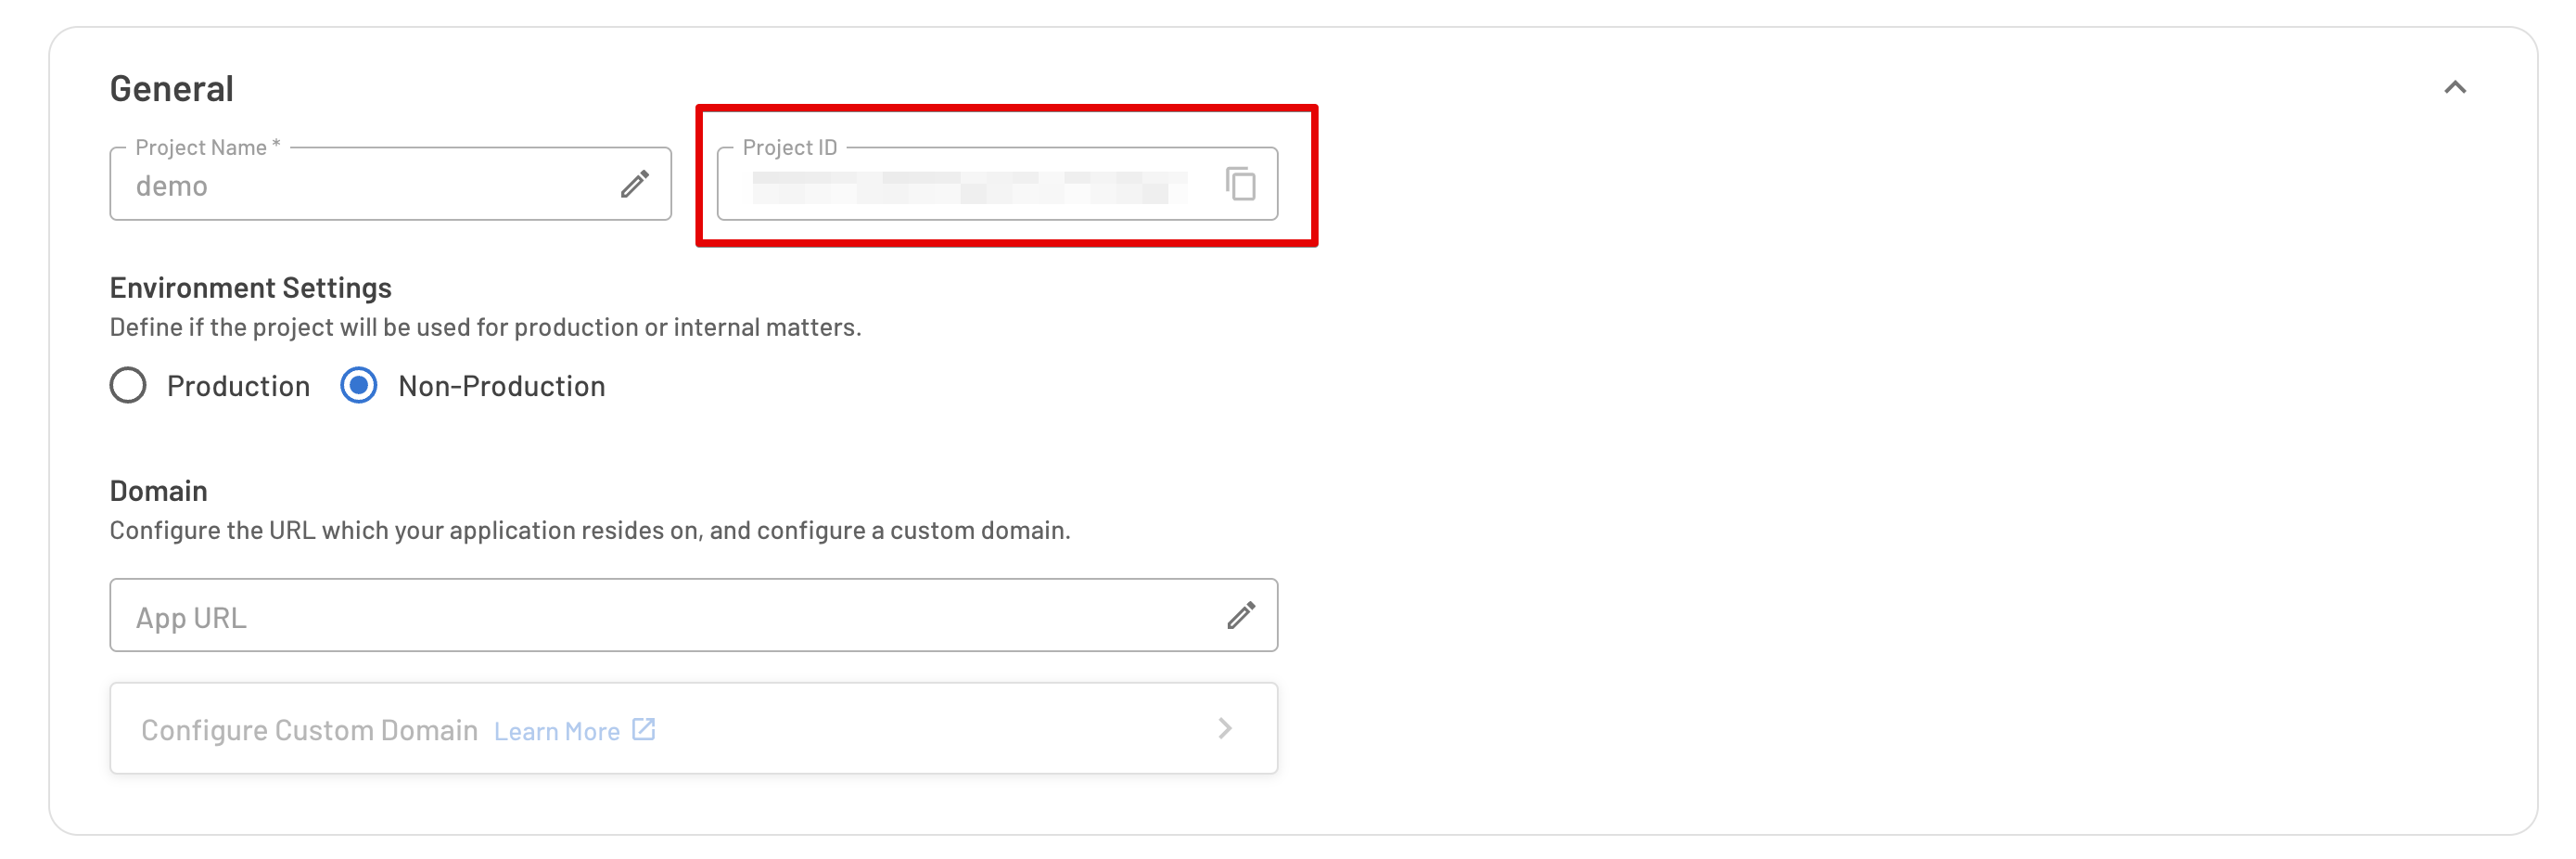 General
Project Name *
demo
Project ID
Environment Settings
Define if the project will be used for production or internal matters.
Production
Non-Production
Domain
Configure the URL which your application resides on, and configure a custom domain.
App URL
Configure Custom Domain Learn More